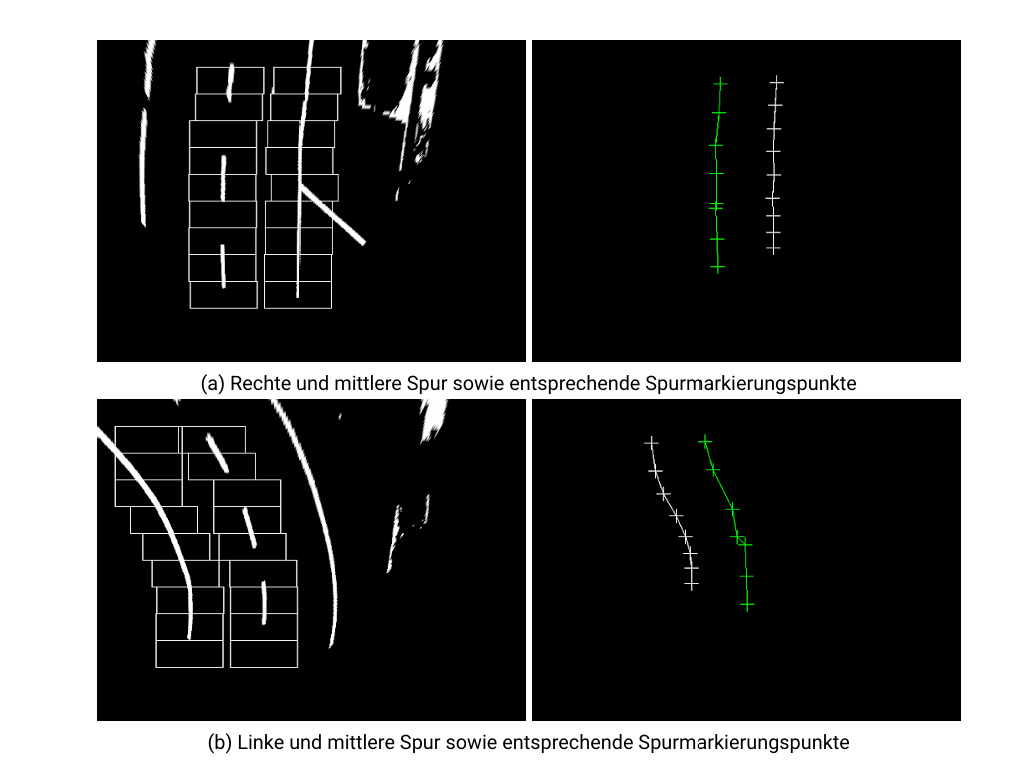 (a) Rechte und mittlere Spur sowie entsprechende Spurmarkierungspunkte
(b) Linke und mittlere Spur sowie entsprechende Spurmarkierungspunkte